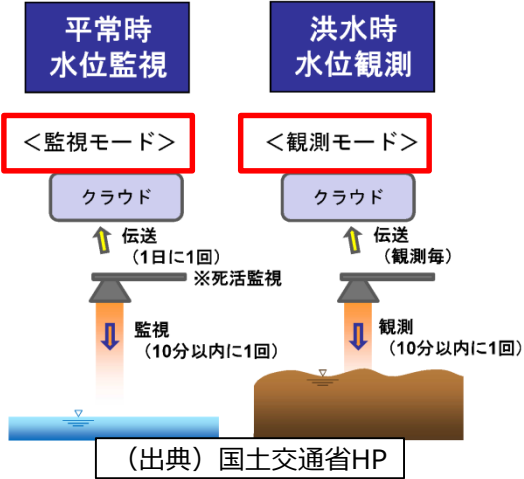 平常時
水位監視
＜監視モード＞
クラウド
伝送
（1日に1回）
※死活監視
監視
（10分以内に1回）
洪水時
水位観測
＜観測モード＞
クラウド
伝送
（観測毎）
観測
（10分以内に1回）
（出典）国土交通省HP